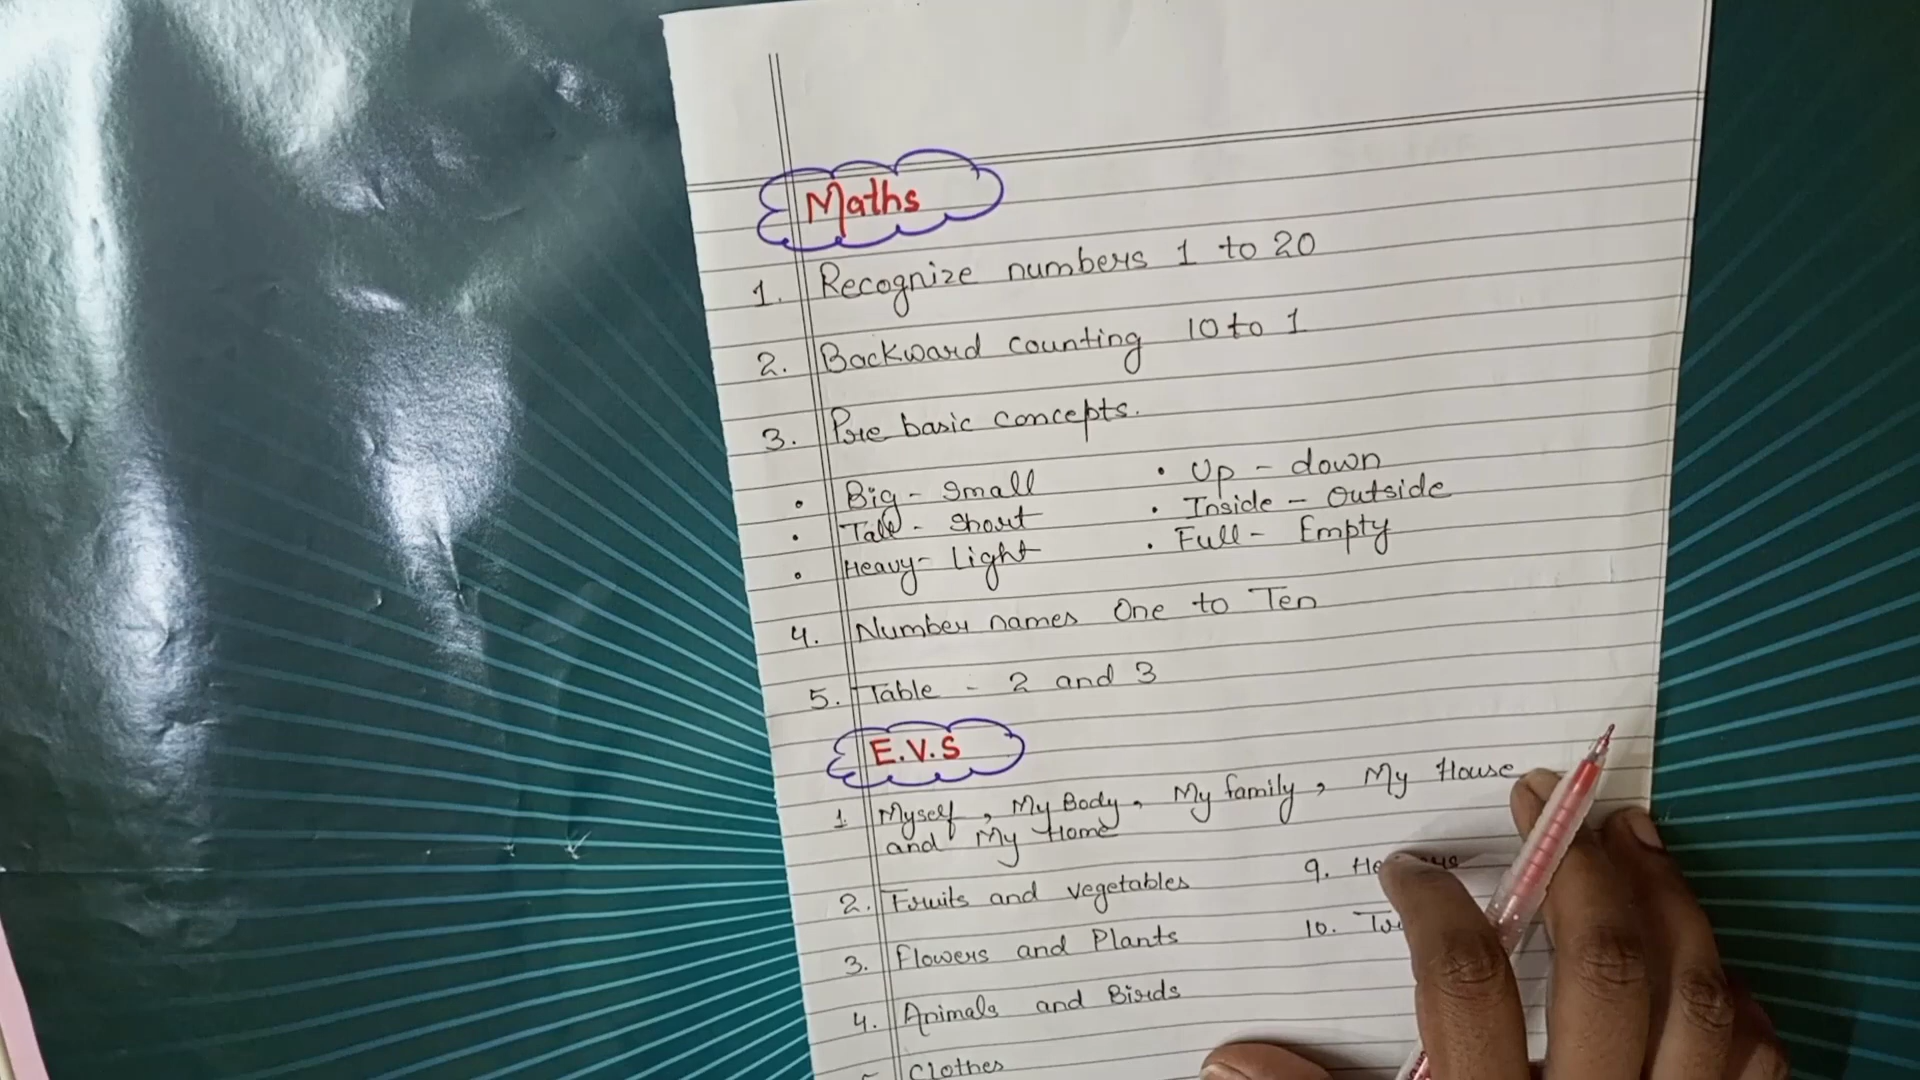 Maths
1. Recognize numbers 1 to 20
2. Backward counting 10 to 1
3. Pre basic concepts.
• Big - Small
• Tall - Short
• Heavy - Light
• Up - down
• Inside - Outside
• Full - Empty
4. Number names One to Ten
5. Table - 2 and 3
E.V.S
1. Myself, My Body, My family, My House
and My Home
2. Fruits and vegetables
3. Flowers and Plants
4. Animals and Birds
Clothes
9.
10.